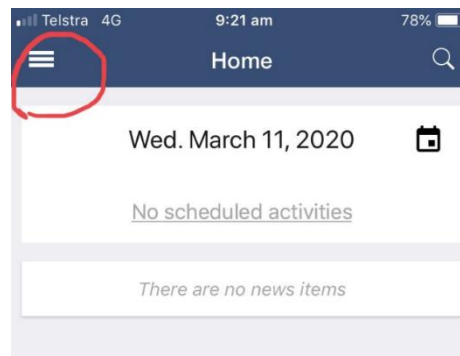 Telstra 4G 9:21 am 78%
Home
Wed. March 11, 2020
No scheduled activities
There are no news items